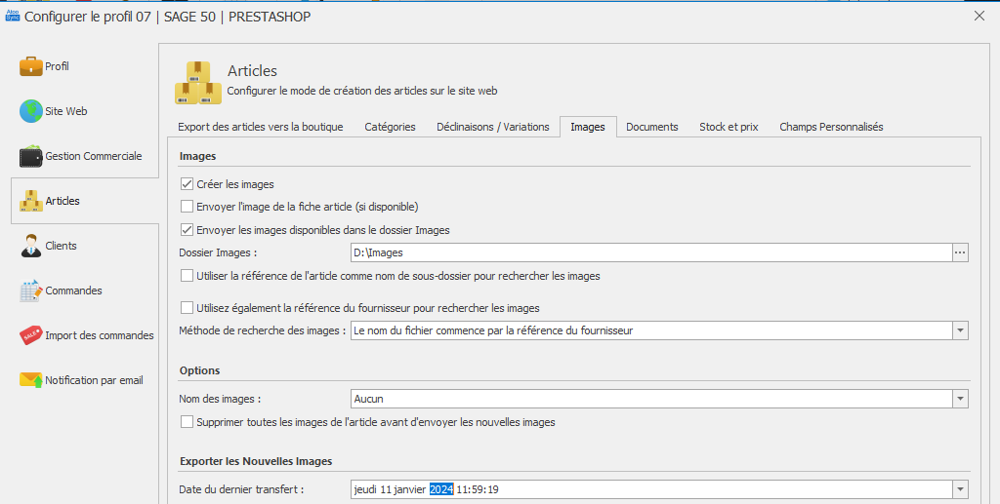 Aton Sync Configurer le profil 07 | SAGE 50 | PRESTASHOP
Profil
Site Web
Gestion Commerciale
Articles
Clients
Commandes
SALE Import des commandes
Notification par email
Articles
Configurer le mode de création des articles sur le site web
Export des articles vers la boutique Catégories Déclinaisons / Variations Images Documents Stock et prix Champs Personnalisés
Images
Créer les images
Envoyer l'image de la fiche article (si disponible)
Envoyer les images disponibles dans le dossier Images
Dossier Images : D:\Images ...
Utiliser la référence de l'article comme nom de sous-dossier pour rechercher les images
Utilisez également la référence du fournisseur pour rechercher les images
Méthode de recherche des images : Le nom du fichier commence par la référence du fournisseur
Options
Nom des images : Aucun
Supprimer toutes les images de l'article avant d'envoyer les nouvelles images
Exporter les Nouvelles Images
Date du dernier transfert : jeudi 11 janvier 2024 11:59:19